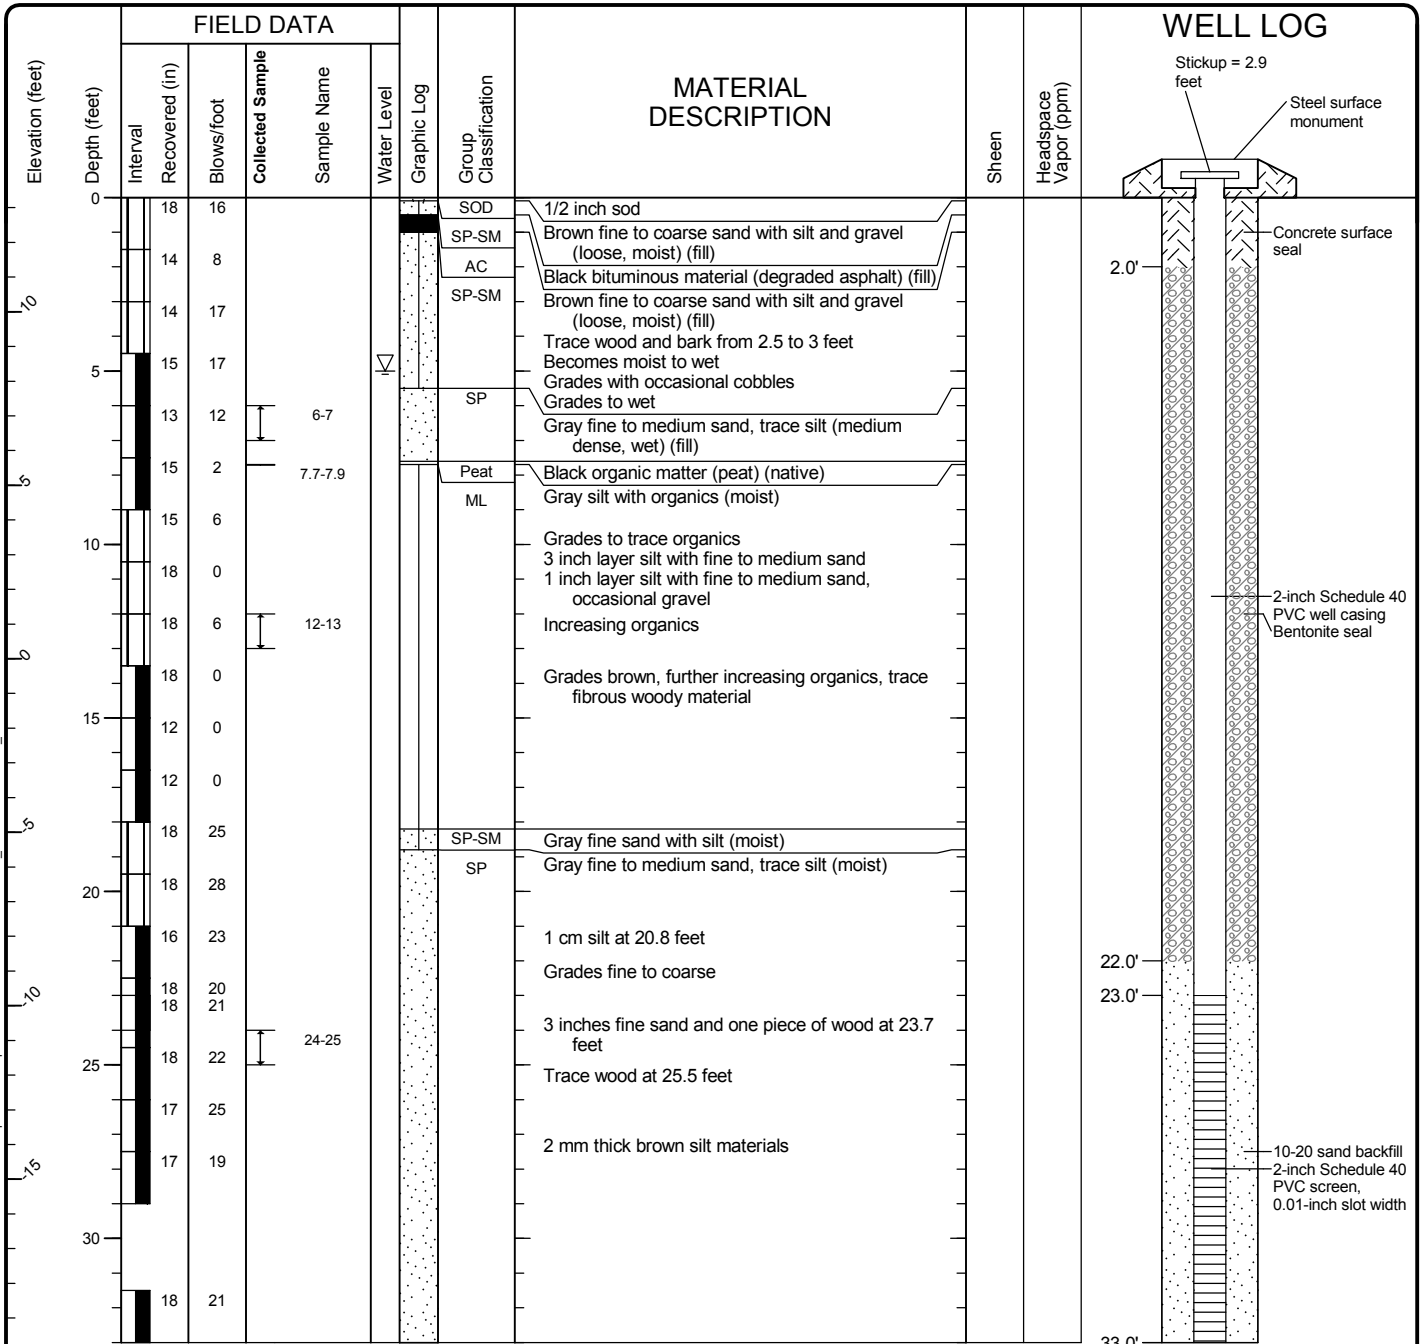 FIELD DATA
WELL LOG
Elevation (feet)
Depth (feet)
Interval
Recovered (in)
Blows/foot
Collected Sample
Sample Name
Water Level
Graphic Log
Group
Classification
MATERIAL
DESCRIPTION
Sheen
Headspace
Vapor (ppm)
Stickup = 2.9
feet
Steel surface
monument
0
18 16
SOD
1/2 inch sod
SP-SM
Brown fine to coarse sand with silt and gravel
(loose, moist) (fill)
Concrete surface
seal
14 8
AC
Black bituminous material (degraded asphalt) (fill)
2.0'
SP-SM
Brown fine to coarse sand with silt and gravel
(loose, moist) (fill)
10
14 17
Trace wood and bark from 2.5 to 3 feet
15 17
Becomes moist to wet
5
Grades with occasional cobbles
SP
Grades to wet
13 12 6-7
Gray fine to medium sand, trace silt (medium
dense, wet) (fill)
15 2 7.7-7.9
Peat
Black organic matter (peat) (native)
5
ML
Gray silt with organics (moist)
15 6
Grades to trace organics
10
3 inch layer silt with fine to medium sand
18 0
1 inch layer silt with fine to medium sand,
occasional gravel
2-inch Schedule 40
PVC well casing
Bentonite seal
18 6 12-13
Increasing organics
0
18 0
Grades brown, further increasing organics, trace
fibrous woody material
15
12 0
12 0
-5
18 25
SP-SM
Gray fine sand with silt (moist)
SP
Gray fine to medium sand, trace silt (moist)
20
18 28
16 23
1 cm silt at 20.8 feet
22.0'
Grades fine to coarse
18 20
23.0'
-10
18 21
3 inches fine sand and one piece of wood at 23.7
feet
24-25
18 22
25
Trace wood at 25.5 feet
17 25
2 mm thick brown silt materials
17 19
-15
10-20 sand backfill
2-inch Schedule 40
PVC screen,
0.01-inch slot width
30
18 21
33.0'